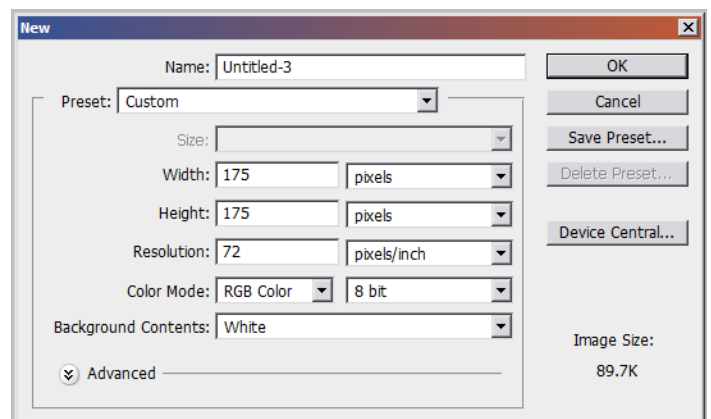 New
Name: Untitled-3
OK
Preset: Custom
Cancel
Size:
Save Preset...
Width: 175 pixels
Delete Preset...
Height: 175 pixels
Device Central...
Resolution: 72 pixels/inch
Color Mode: RGB Color 8 bit
Background Contents: White
Image Size:
Advanced
89.7K